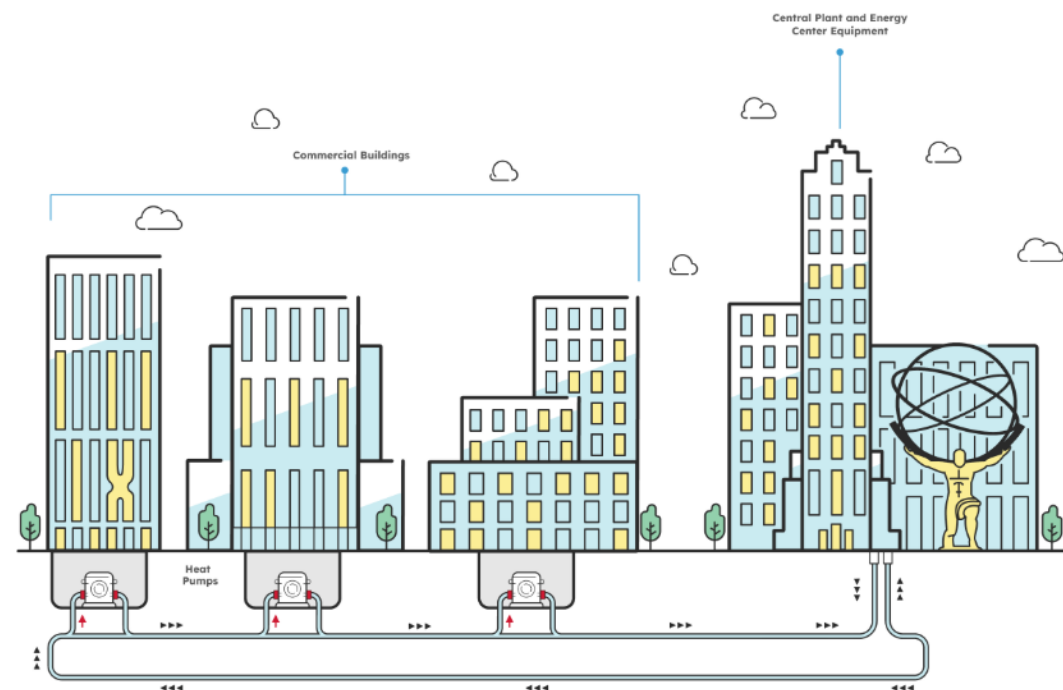 Central Plant and Energy
Center Equipment
Commercial Buildings
Heat
Pumps